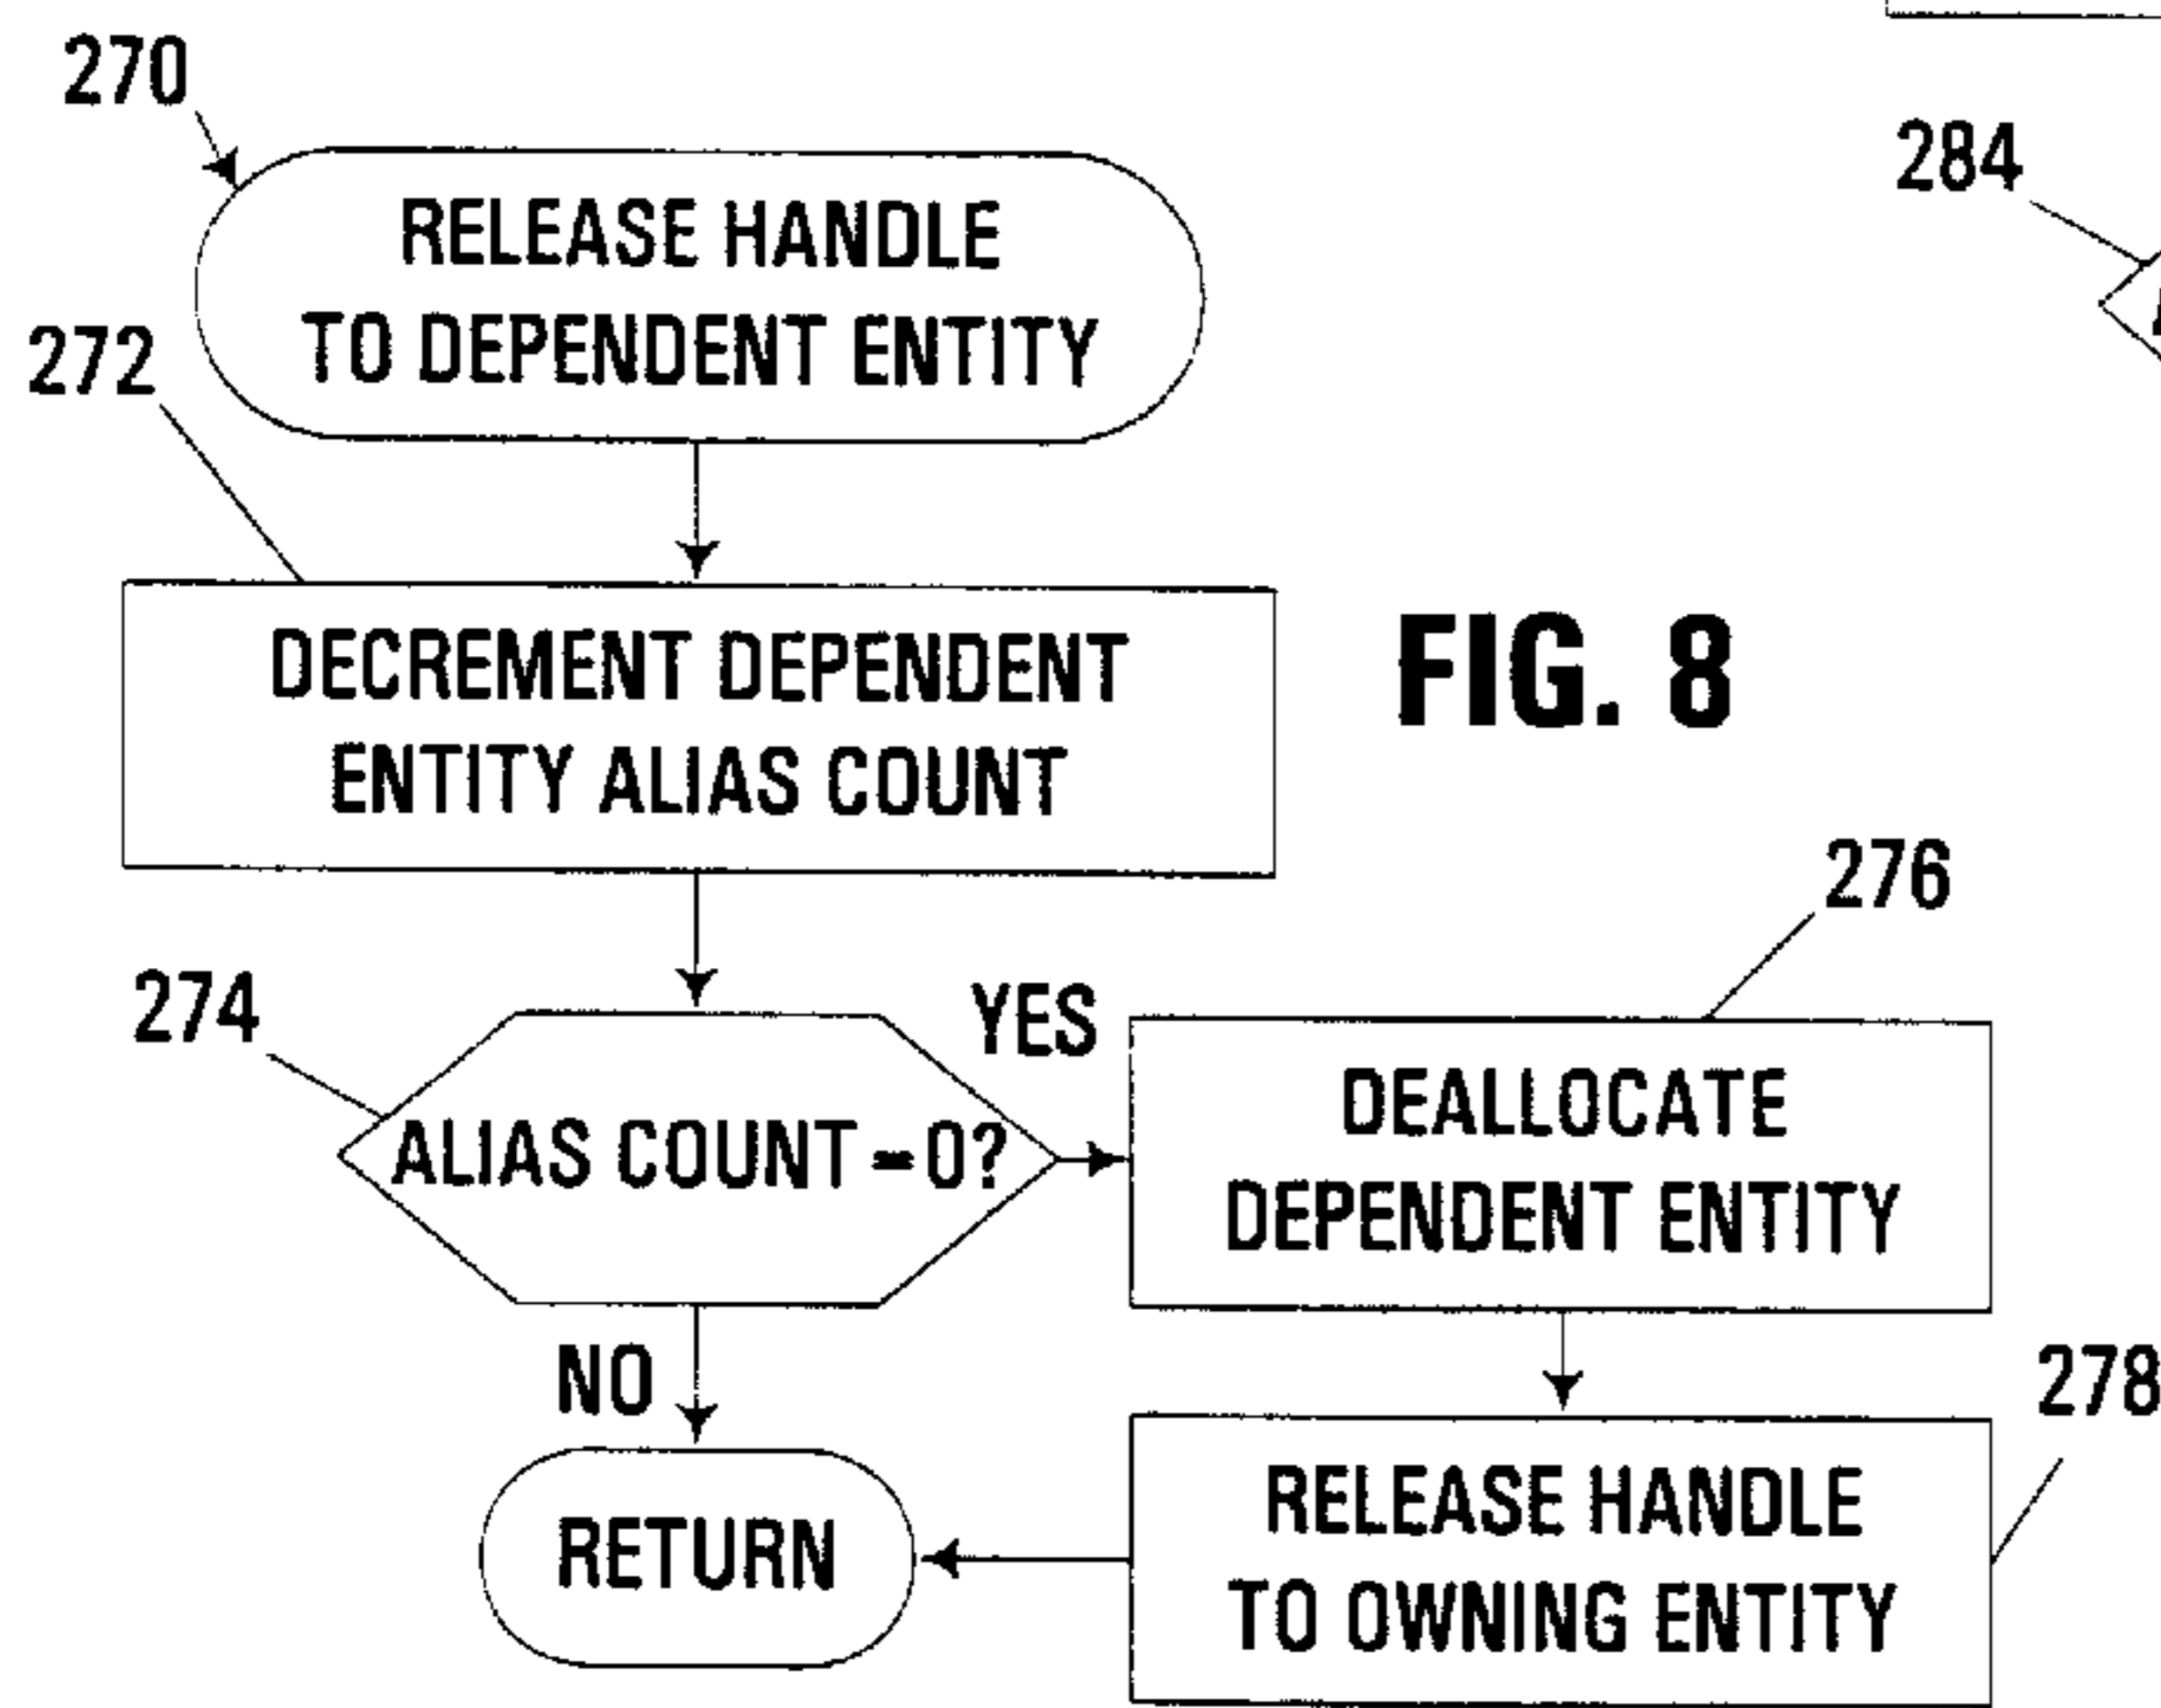 270
RELEASE HANDLE
TO DEPENDENT ENTITY
284
272
DECREMENT DEPENDENT
ENTITY ALIAS COUNT
FIG. 8
276
274
ALIAS COUNT = 0?
YES
DEALLOCATE
DEPENDENT ENTITY
NO
278
RETURN
RELEASE HANDLE
TO OWNING ENTITY